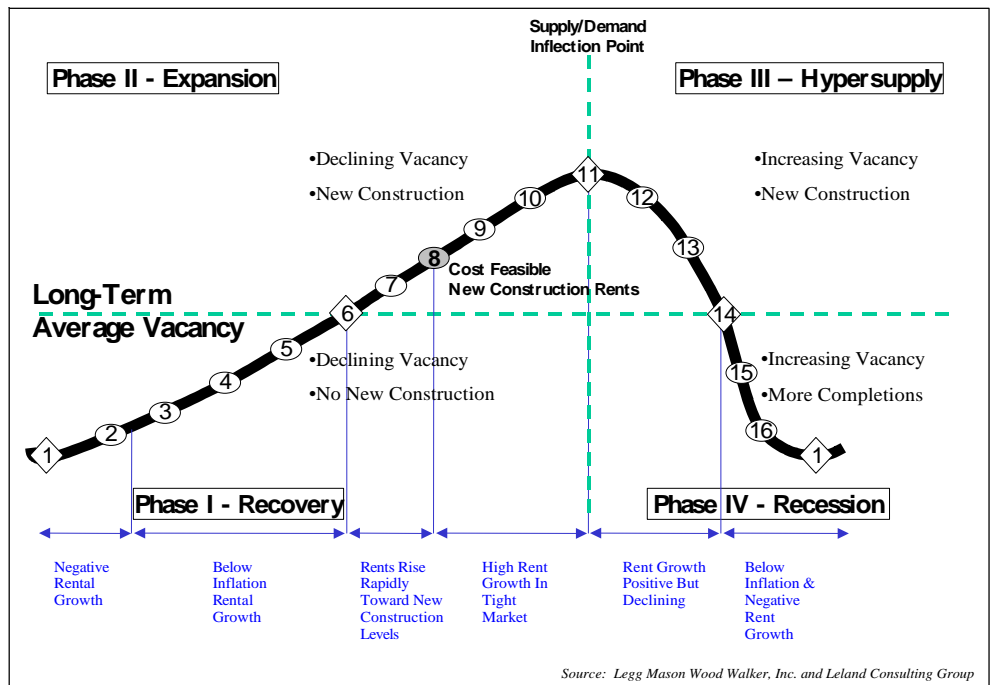 Supply/Demand
Inflection Point
Phase II - Expansion
Phase III – Hypersupply
•Declining Vacancy
•New Construction
•Increasing Vacancy
•New Construction
11
10
12
9
13
8
Cost Feasible
New Construction Rents
7
Long-Term
Average Vacancy
6
14
5
•Declining Vacancy
•No New Construction
•Increasing Vacancy
•More Completions
15
4
3
2
16
1
1
Phase I - Recovery
Phase IV - Recession
Negative
Rental
Growth
Below
Inflation
Rental
Growth
Rents Rise
Rapidly
Toward New
Construction
Levels
High Rent
Growth In
Tight
Market
Rent Growth
Positive But
Declining
Below
Inflation &
Negative
Rent
Growth
Source: Legg Mason Wood Walker, Inc. and Leland Consulting Group